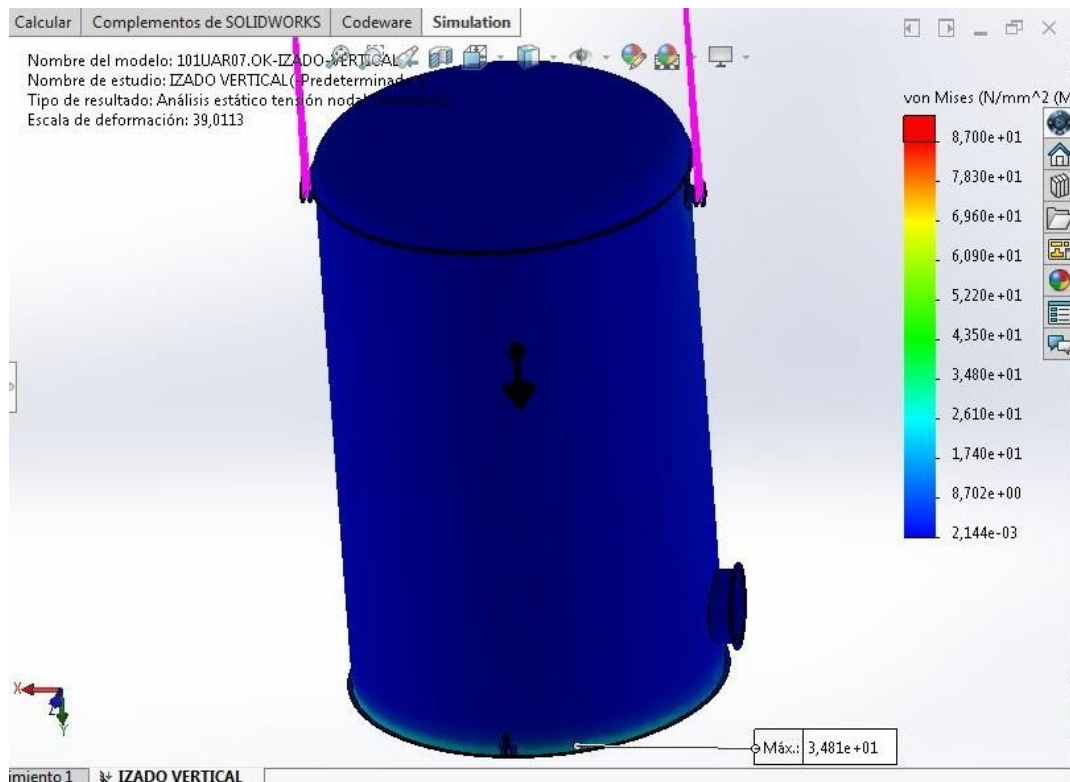 Calcular Complementos de SOLIDWORKS Codeware Simulation
Nombre del modelo: 101UAR07.OK-IZADO-VERTICAL
Nombre de estudio: IZADO VERTICAL(-Predeterminado-)
Tipo de resultado: Análisis estático tensión nodal
Escala de deformación: 39,0113
von Mises (N/mm^2 (M
8,700e+01
7,830e+01
6,960e+01
6,090e+01
5,220e+01
4,350e+01
3,480e+01
2,610e+01
1,740e+01
8,702e+00
2,144e-03
X
Z
Y
Máx.: 3,481e+01
imiento 1 IZADO VERTICAL